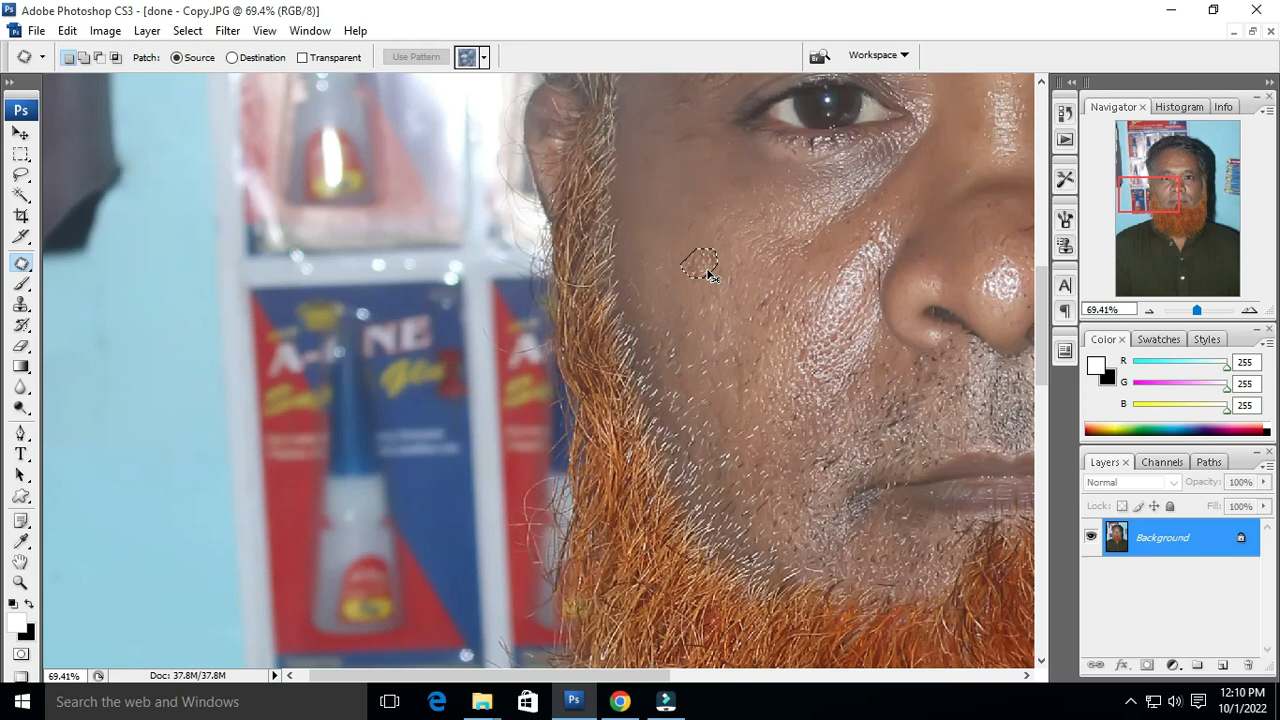 Adobe Photoshop CS3 - [done - Copy.JPG @ 69.4% (RGB/8)]
File Edit Image Layer Select Filter View Window Help
Patch: Source Destination Transparent Use Pattern Workspace
Ps
Navigator Histogram Info
69.41%
Color Swatches Styles
R 255
G 255
B 255
Layers Channels Paths
Normal Opacity: 100%
Lock: Fill: 100%
Background
69.41% Doc: 37.8M/37.8M
Search the web and Windows
12:10 PM
10/1/2022